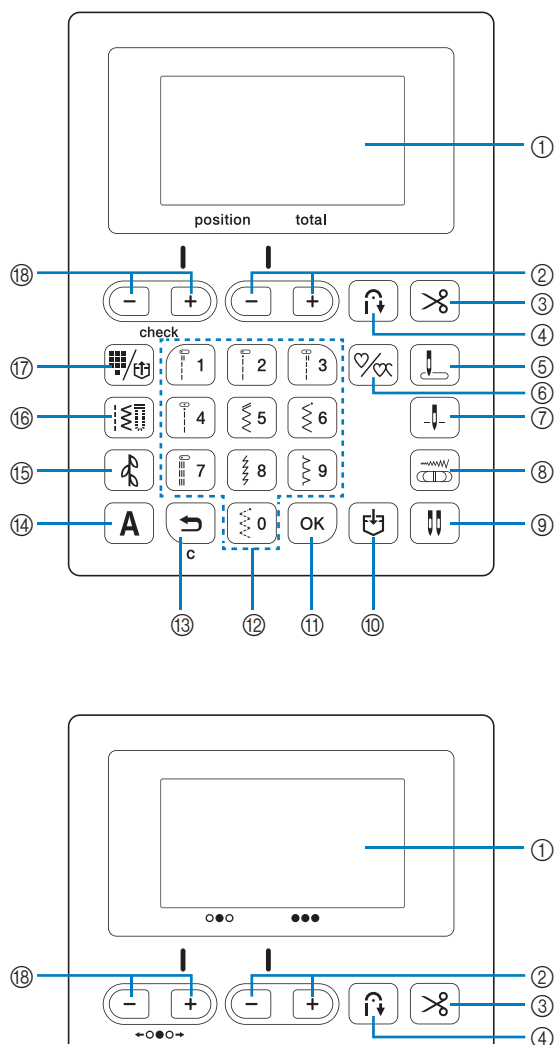 ①
position total
⑱ − + − + ② ③
④
check
⑰ 1 2 3 ⑤
⑥
⑯ 4 5 6 ⑦
⑮ 7 8 9 ⑧
⑭ A 0 OK ⑨
C
⑬ ⑫ ⑪ ⑩
①
⑱ − + − + ② ③
④